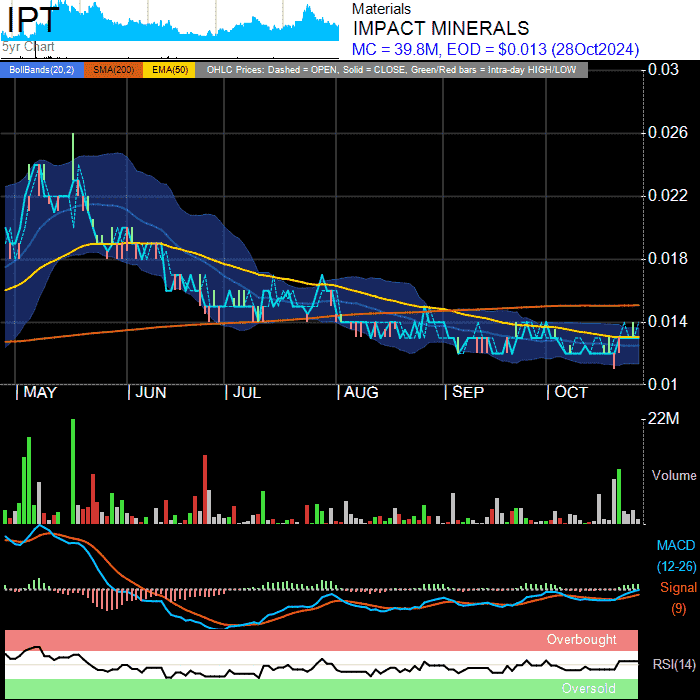 IPT
5yr Chart
Materials
IMPACT MINERALS
MC = 39.8M, EOD = $0.013 (28Oct2024)
BollBands(20,2) SMA(200) EMA(50) OHLC Prices: Dashed = OPEN, Solid = CLOSE, Green/Red bars = Intra-day HIGH/LOW
0.03
0.026
0.022
0.018
0.014
0.01
MAY JUN JUL AUG SEP OCT
22M
Volume
MACD
(12-26)
Signal
(9)
Overbought
RSI(14)
Oversold